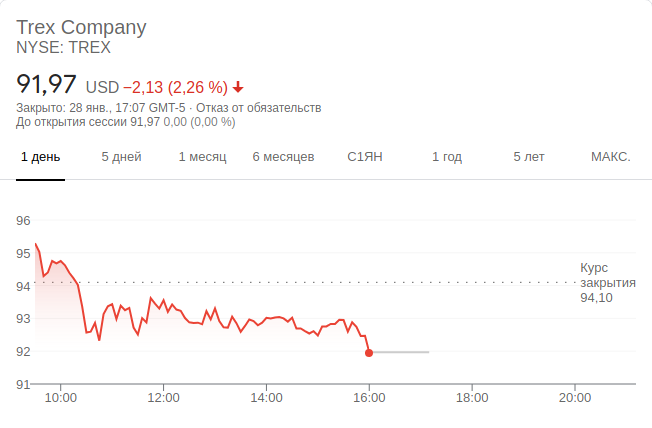 Trex Company
NYSE: TREX
91,97 USD −2,13 (2,26 %)
Закрыто: 28 янв., 17:07 GMT-5 · Отказ от обязательств
До открытия сессии 91,97 0,00 (0,00 %)
1 день 5 дней 1 месяц 6 месяцев С1ЯН 1 год 5 лет МАКС.
96
95
Курс
закрытия
94,10
94
93
92
91
10:00 12:00 14:00 16:00 18:00 20:00